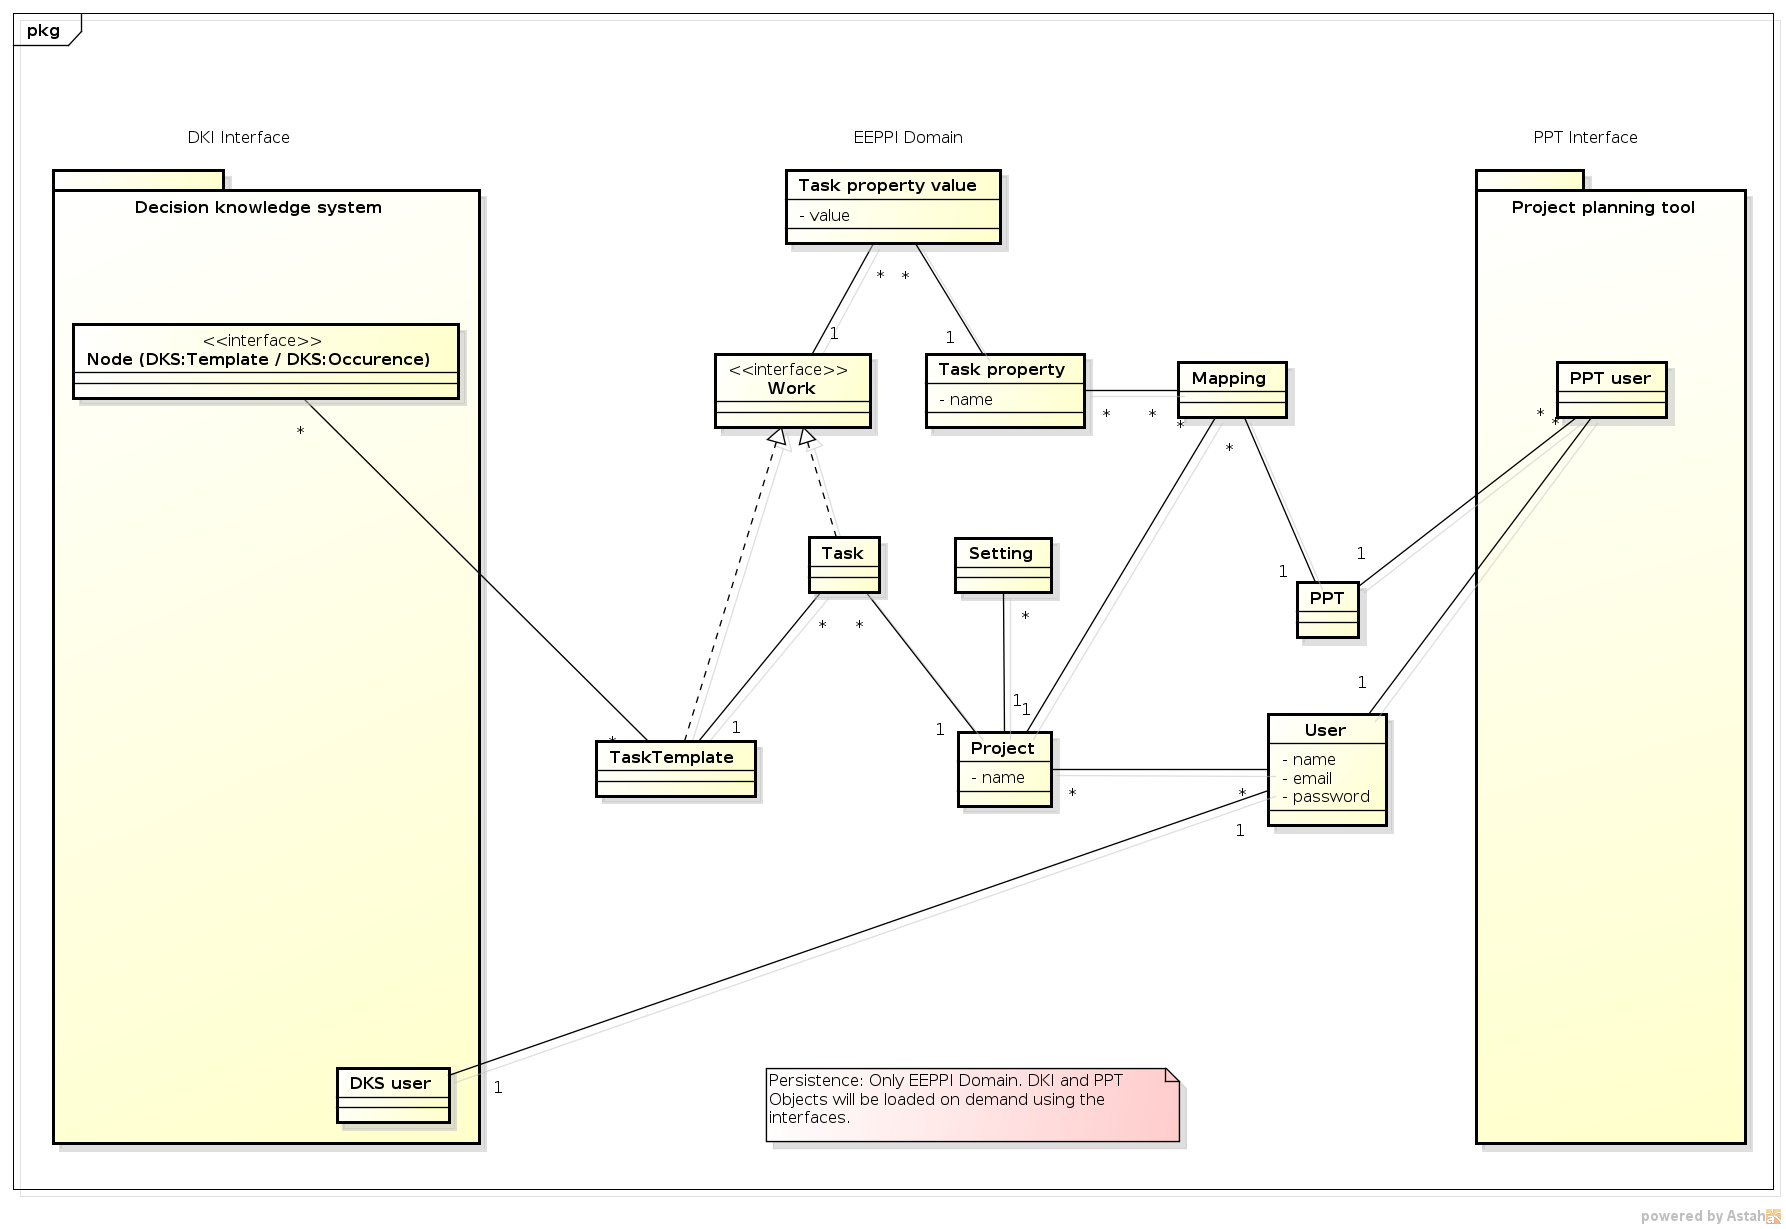 pkg
DKI Interface
EEPPI Domain
PPT Interface
Decision knowledge system
Task property value
- value
Project planning tool
* *
<<interface>>
Node (DKS:Template / DKS:Occurence)
*
1
1
<<interface>>
Work
Task property
- name
* *
Mapping
*
*
PPT user
*
*
Task
* *
Setting
*
1
1
PPT
1
*
TaskTemplate
1
1
1
1
Project
- name
*
*
User
- name
- email
- password
1
DKS user
1
Persistence: Only EEPPI Domain. DKI and PPT
Objects will be loaded on demand using the
interfaces.
powered by Astah